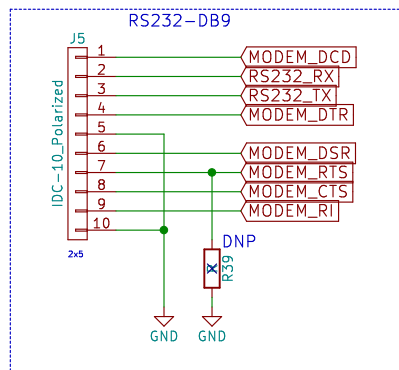 RS232-DB9
J5
IDC-10_Polarized
1 MODEM_DCD
2 RS232_RX
3 RS232_TX
4 MODEM_DTR
5
6 MODEM_DSR
7 MODEM_RTS
8 MODEM_CTS
9 MODEM_RI
10
2x5
DNP
R39
X
GND GND